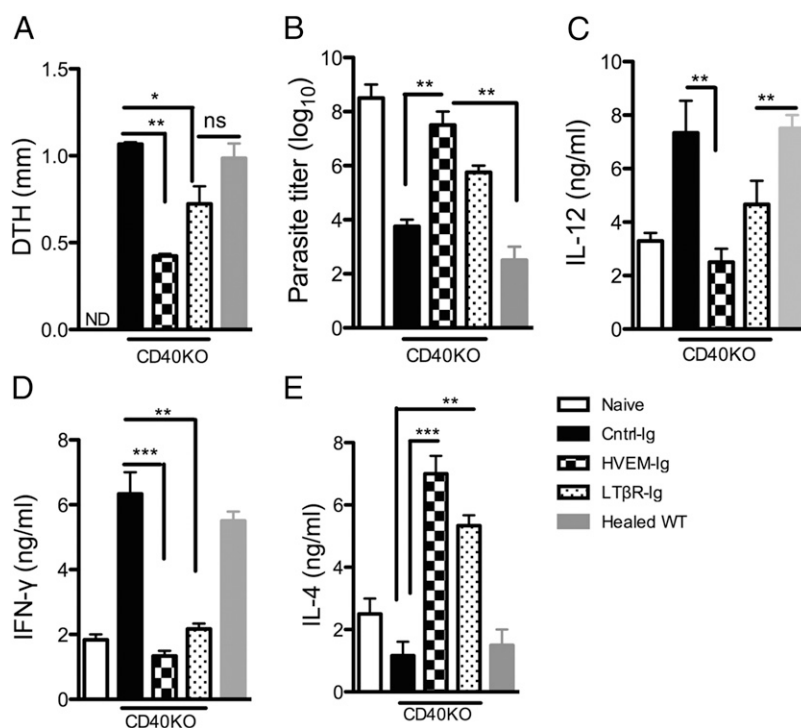 A
DTH (mm)
1.5
1.0
0.5
0.0
ND
*
**
ns
CD40KO
B
Parasite titer (log10)
10
8
6
4
2
0
**
**
CD40KO
C
IL-12 (ng/ml)
10
8
6
4
2
0
**
**
CD40KO
D
IFN-γ (ng/ml)
8
6
4
2
0
**
***
CD40KO
E
IL-4 (ng/ml)
8
6
4
2
0
**
***
CD40KO
Naive
Cntrl-Ig
HVEM-Ig
LTβR-Ig
Healed WT